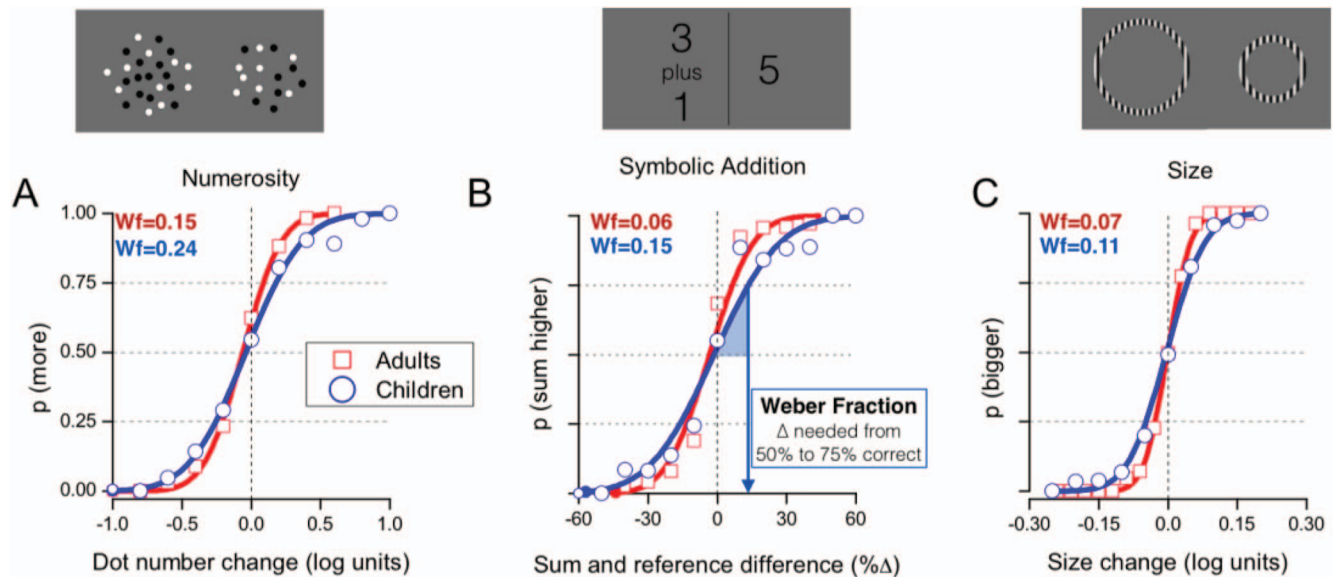 3
plus
1
5
Numerosity
Symbolic Addition
Size
A
B
C
Wf=0.15
Wf=0.24
Wf=0.06
Wf=0.15
Wf=0.07
Wf=0.11
1.00
0.75
0.50
0.25
0.00
p (more)
Adults
Children
-1.0
-0.5
0.0
0.5
1.0
Dot number change (log units)
p (sum higher)
Weber Fraction
Δ needed from
50% to 75% correct
-60
-30
0
30
60
Sum and reference difference (%Δ)
p (bigger)
-0.30
-0.15
0.0
0.15
0.30
Size change (log units)